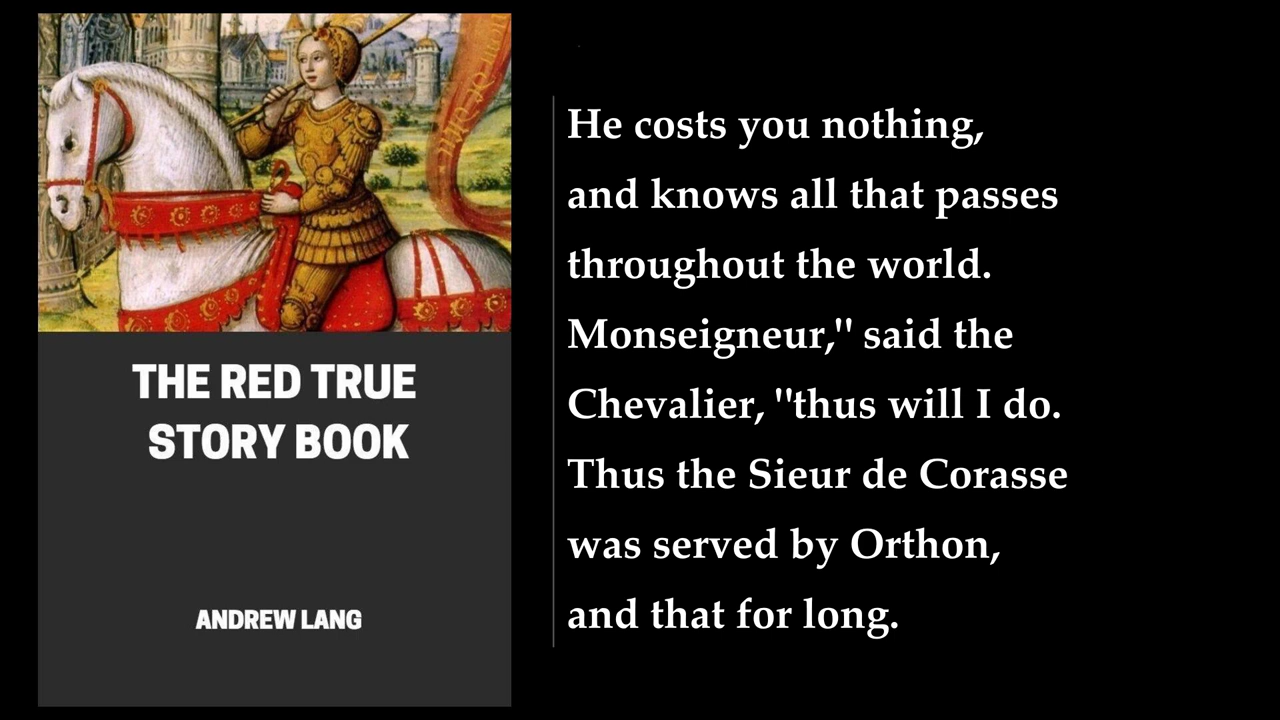 THE RED TRUE
STORY BOOK
ANDREW LANG
He costs you nothing,
and knows all that passes
throughout the world.
Monseigneur," said the
Chevalier, "thus will I do.
Thus the Sieur de Corasse
was served by Orthon,
and that for long.